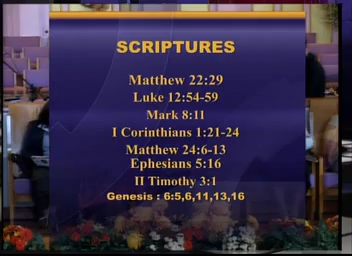 SCRIPTURES
Matthew 22:29
Luke 12:54-59
Mark 8:11
I Corinthians 1:21-24
Matthew 24:6-13
Ephesians 5:16
II Timothy 3:1
Genesis : 6:5,6,11,13,16